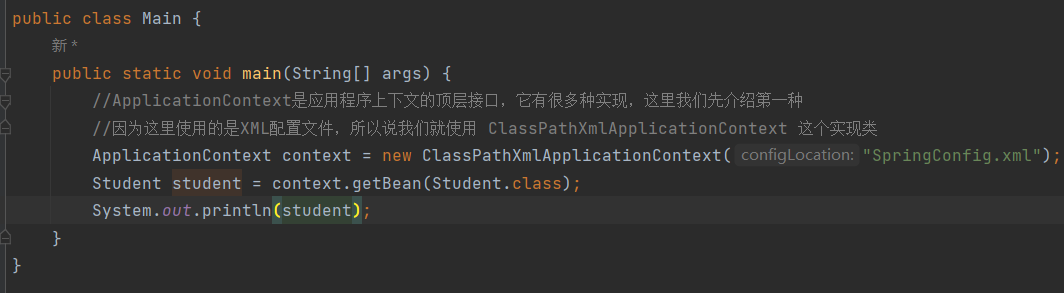 public class Main {
新 *
public static void main(String[] args) {
//ApplicationContext是应用程序上下文的顶层接口，它有很多种实现，这里我们先介绍第一种
//因为这里使用的是XML配置文件，所以说我们就使用 ClassPathXmlApplicationContext 这个实现类
ApplicationContext context = new ClassPathXmlApplicationContext( configLocation: "SpringConfig.xml");
Student student = context.getBean(Student.class);
System.out.println(student);
}
}